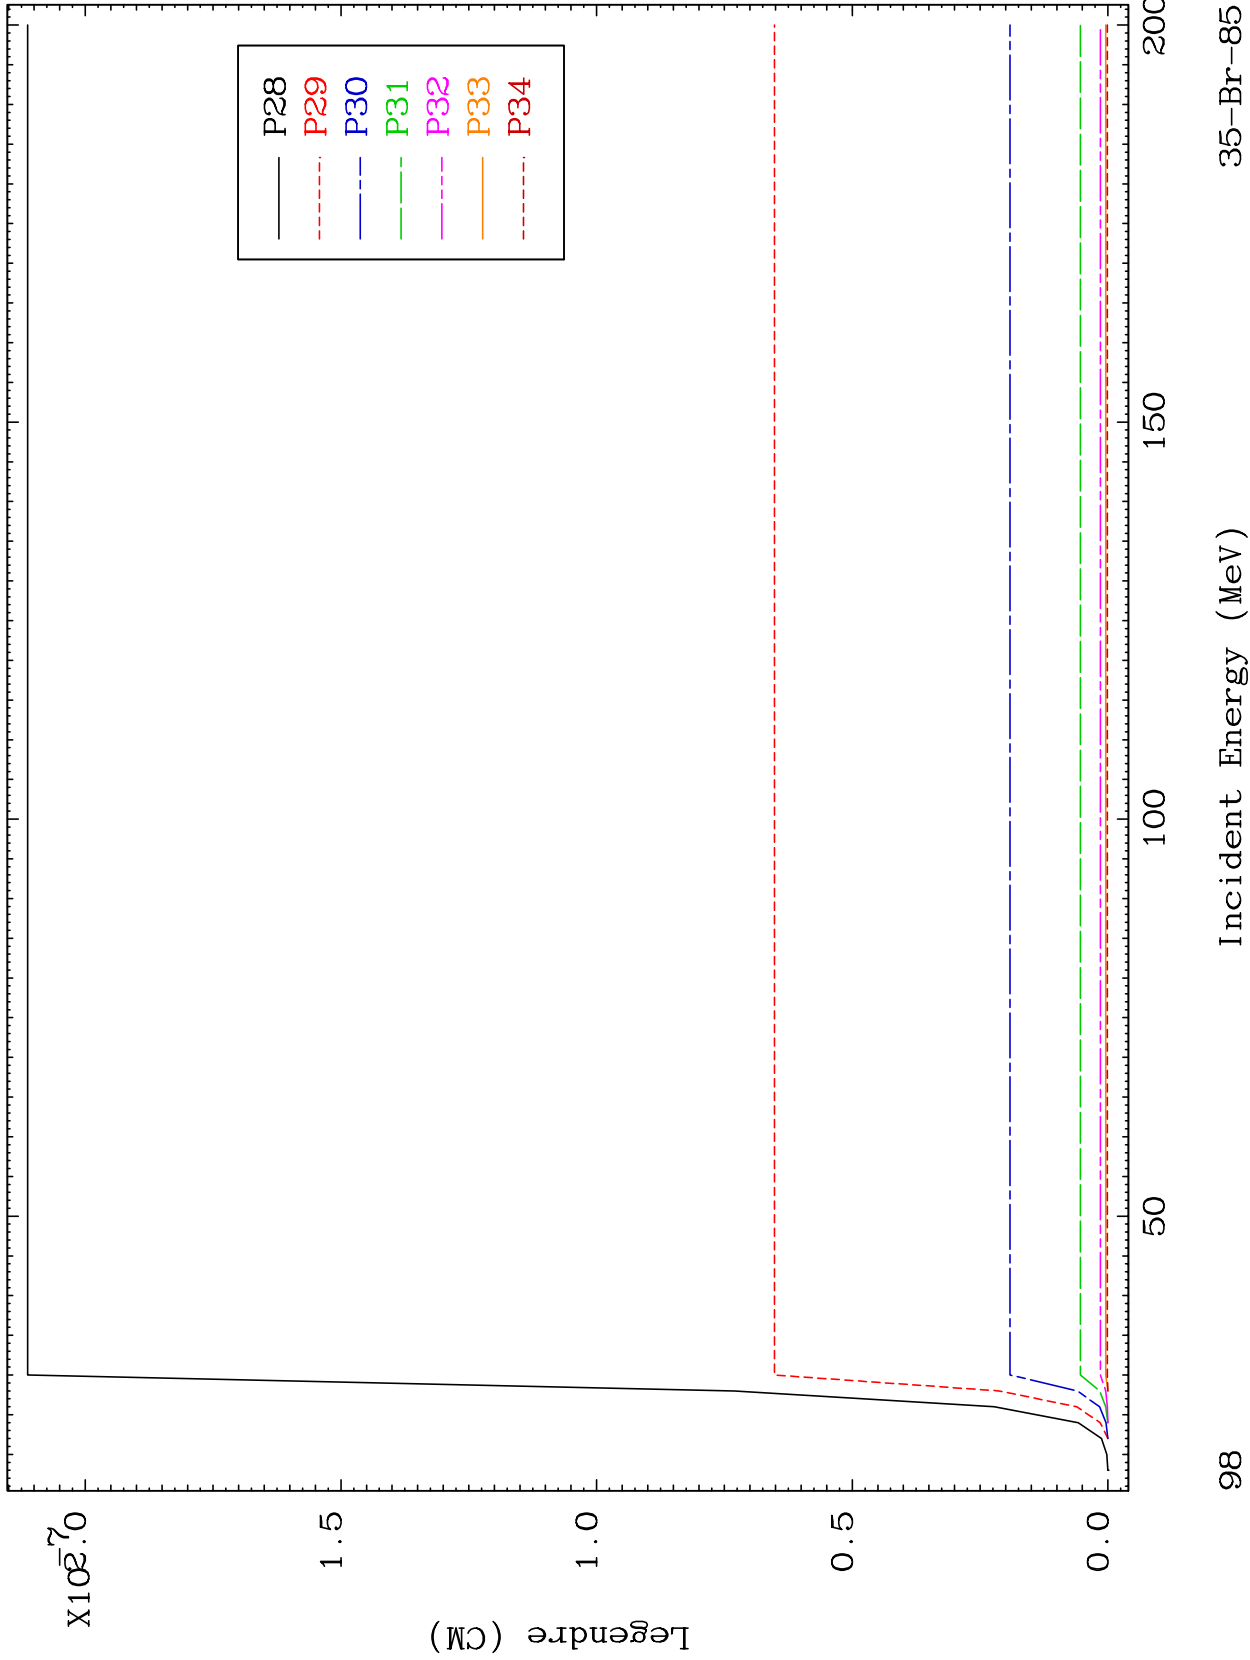 X10-7
2.0
1.5
1.0
0.5
0.0
Legendre (CM)
P28
P29
P30
P31
P32
P33
P34
50
100
150
200
Incident Energy (MeV)
98
35-Br-85